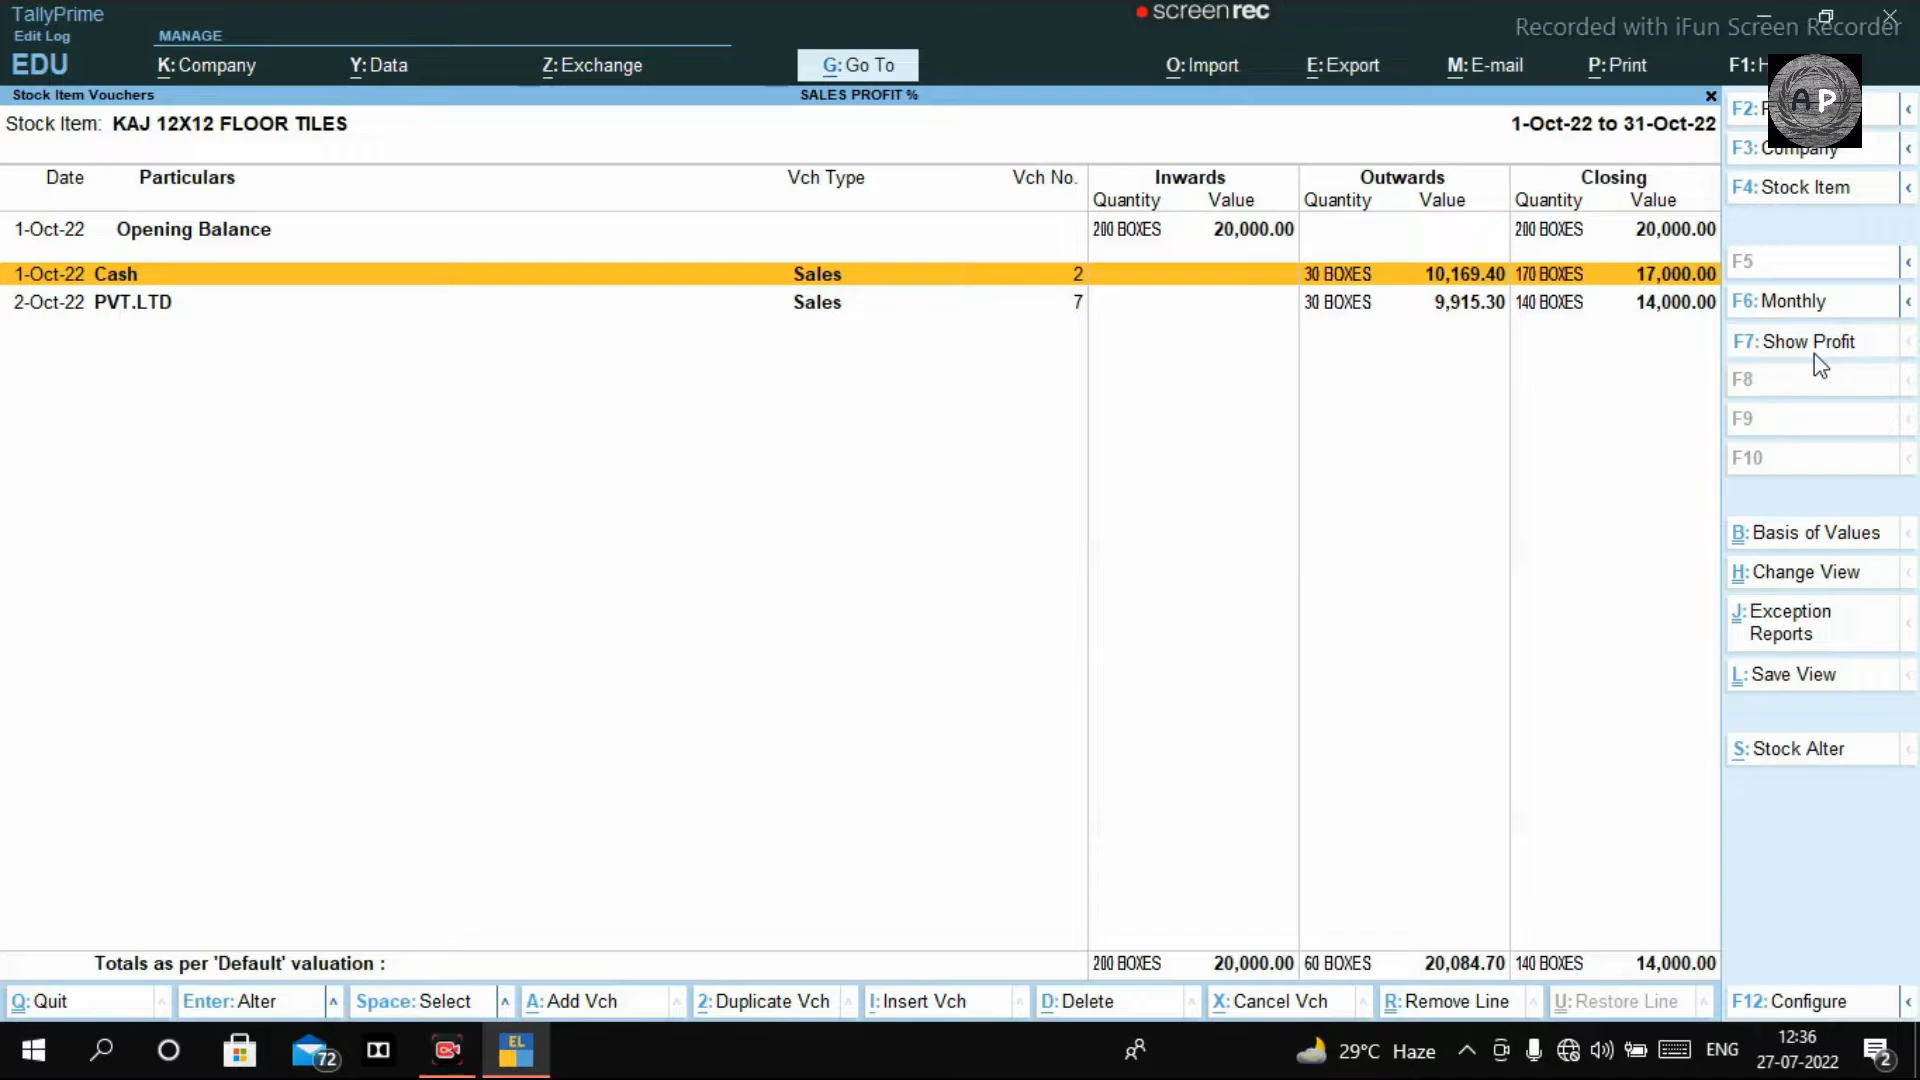 TallyPrime
Edit Log
EDU
MANAGE
K: Company
Y: Data
Z: Exchange
G: Go To
O: Import
E: Export
M: E-mail
P: Print
F1:
screenrec
Recorded with iFun Screen Recorder
AP
Stock Item Vouchers
SALES PROFIT %
Stock Item: KAJ 12X12 FLOOR TILES
1-Oct-22 to 31-Oct-22
Date Particulars Vch Type Vch No. Inwards Outwards Closing
Quantity Value Quantity Value Quantity Value
1-Oct-22 Opening Balance 200 BOXES 20,000.00 200 BOXES 20,000.00
1-Oct-22 Cash Sales 2 30 BOXES 10,169.40 170 BOXES 17,000.00
2-Oct-22 PVT.LTD Sales 7 30 BOXES 9,915.30 140 BOXES 14,000.00
Totals as per 'Default' valuation : 200 BOXES 20,000.00 60 BOXES 20,084.70 140 BOXES 14,000.00
F2:
F3: Company
F4: Stock Item
F5
F6: Monthly
F7: Show Profit
F8
F9
F10
B: Basis of Values
H: Change View
J: Exception
Reports
L: Save View
S: Stock Alter
Q: Quit
Enter: Alter
Space: Select
A: Add Vch
2: Duplicate Vch
I: Insert Vch
D: Delete
X: Cancel Vch
R: Remove Line
U: Restore Line
F12: Configure
72
EL
29°C Haze
ENG
12:36
27-07-2022
2